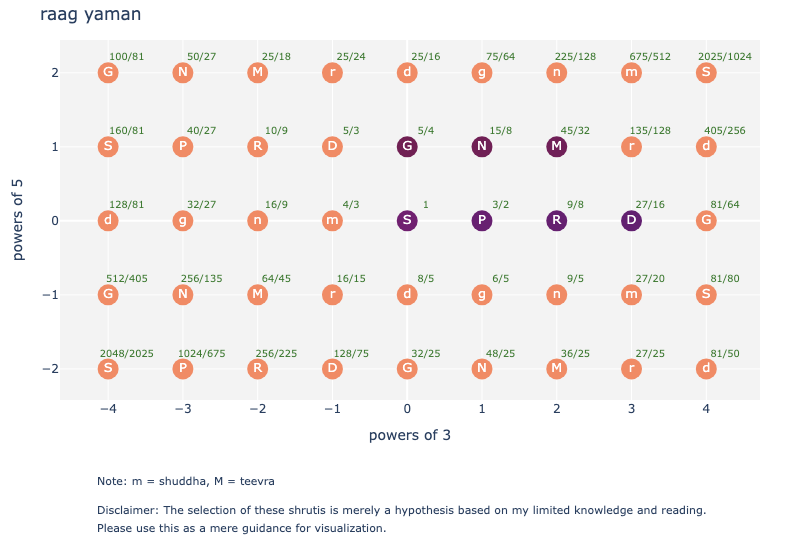 raag yaman
100/81 50/27 25/18 25/24 25/16 75/64 225/128 675/512 2025/1024
2 G N M r d g n m S
160/81 40/27 10/9 5/3 5/4 15/8 45/32 135/128 405/256
1 S P R D G N M r d
128/81 32/27 16/9 4/3 1 3/2 9/8 27/16 81/64
0 d g n m S P R D G
512/405 256/135 64/45 16/15 8/5 6/5 9/5 27/20 81/80
−1 G N M r d g n m S
2048/2025 1024/675 256/225 128/75 32/25 48/25 36/25 27/25 81/50
−2 S P R D G N M r d
−4 −3 −2 −1 0 1 2 3 4
powers of 3
powers of 5
Note: m = shuddha, M = teevra
Disclaimer: The selection of these shrutis is merely a hypothesis based on my limited knowledge and reading.
Please use this as a mere guidance for visualization.